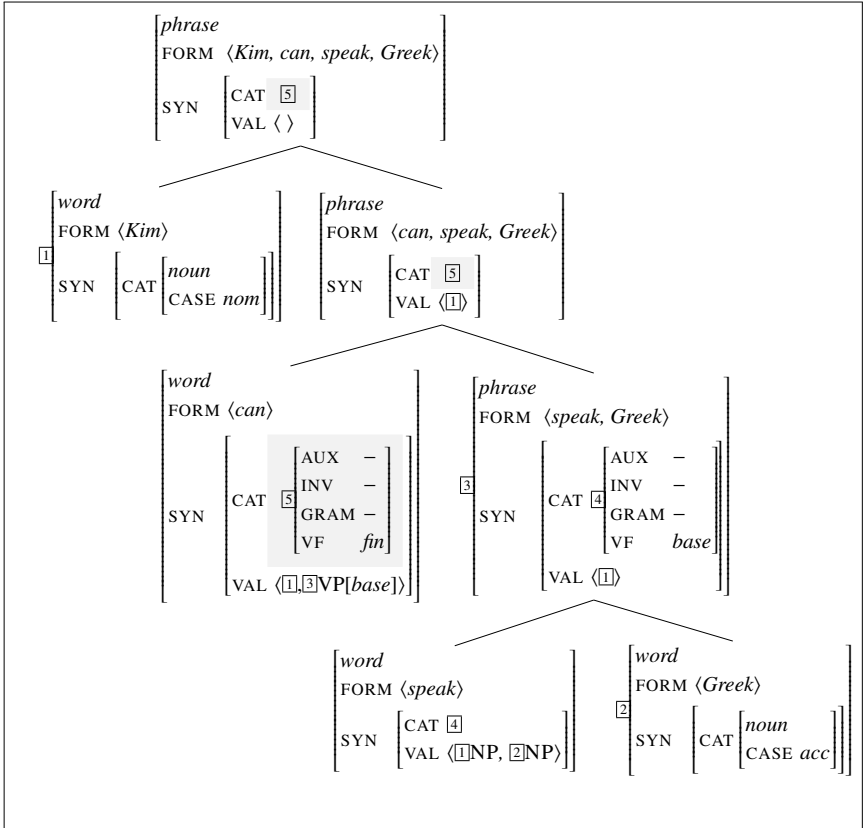 phrase
FORM ⟨Kim, can, speak, Greek⟩
SYN
CAT 5
VAL ⟨ ⟩
1
word
FORM ⟨Kim⟩
SYN
CAT
noun
CASE nom
phrase
FORM ⟨can, speak, Greek⟩
SYN
CAT 5
VAL ⟨1⟩
word
FORM ⟨can⟩
SYN
CAT 5
AUX −
INV −
GRAM −
VF fin
VAL ⟨1,3VP[base]⟩
3
phrase
FORM ⟨speak, Greek⟩
SYN
CAT 4
AUX −
INV −
GRAM −
VF base
VAL ⟨1⟩
word
FORM ⟨speak⟩
SYN
CAT 4
VAL ⟨1NP, 2NP⟩
2
word
FORM ⟨Greek⟩
SYN
CAT
noun
CASE acc